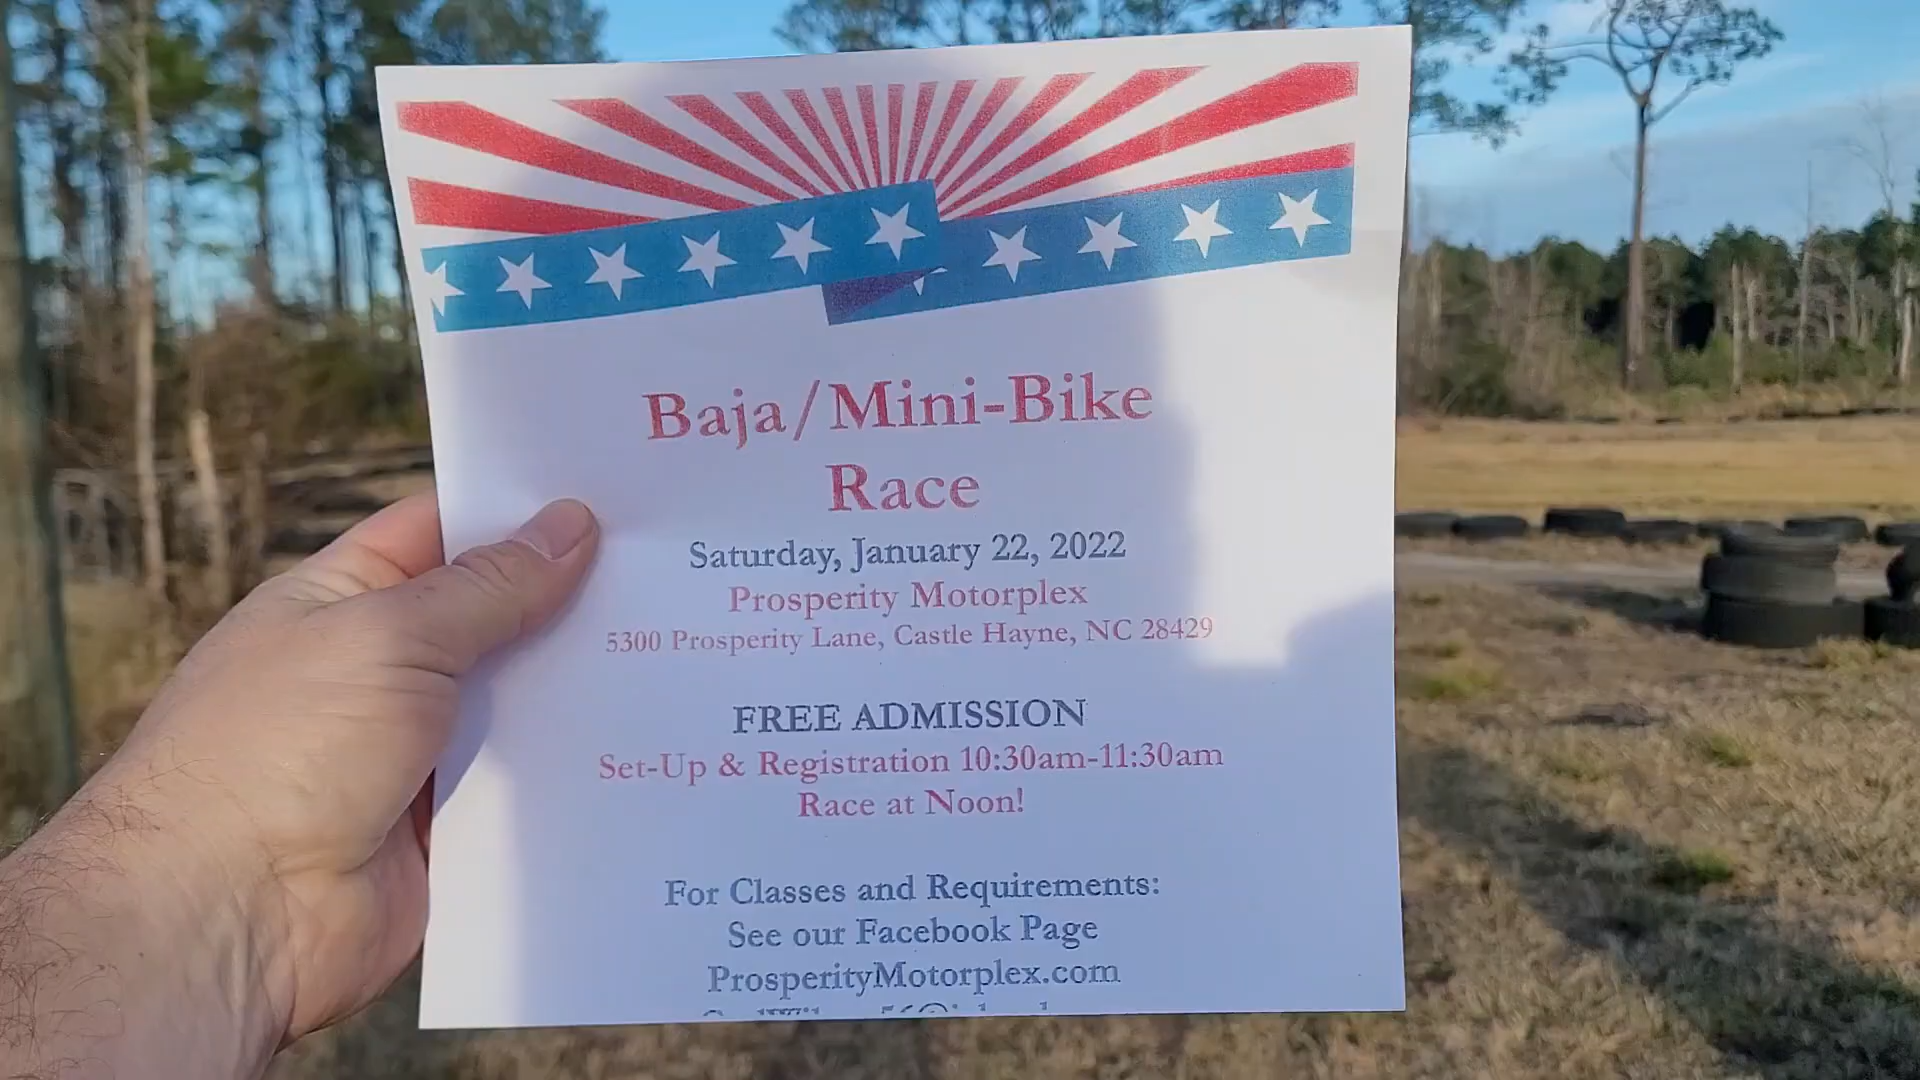 Baja/Mini-Bike
Race
Saturday, January 22, 2022
Prosperity Motorplex
5300 Prosperity Lane, Castle Hayne, NC 28429
FREE ADMISSION
Set-Up & Registration 10:30am-11:30am
Race at Noon!
For Classes and Requirements:
See our Facebook Page
ProsperityMotorplex.com